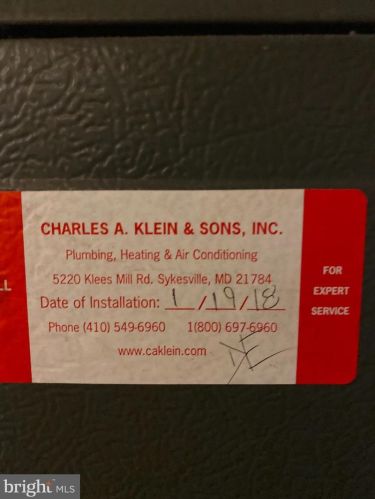 CHARLES A. KLEIN & SONS, INC.
Plumbing, Heating & Air Conditioning
5220 Klees Mill Rd. Sykesville, MD 21784
Date of Installation: 1/19/18
Phone (410) 549-6960 1(800) 697-6960
www.caklein.com
FOR
EXPERT
SERVICE
bright MLS